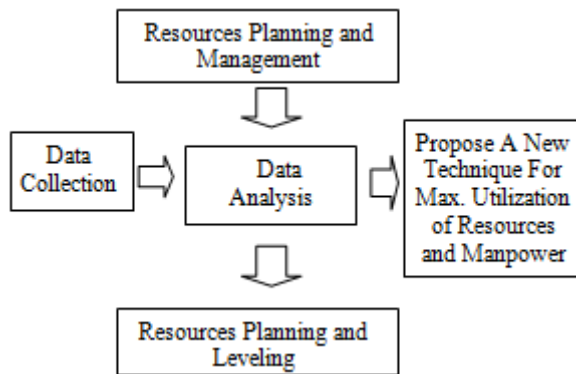 Resources Planning and
Management
Data
Collection
Data
Analysis
Propose A New
Technique For
Max. Utilization
of Resources
and Manpower
Resources Planning and
Leveling